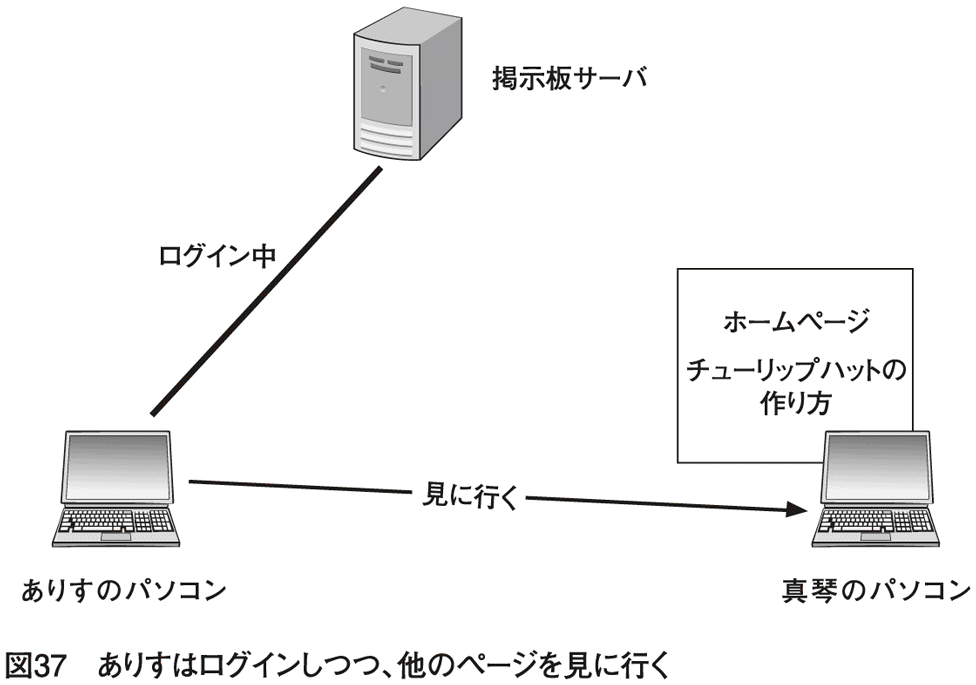 掲示板サーバ
ログイン中
ホームページ
チューリップハットの
作り方
見に行く
ありすのパソコン
真琴のパソコン
図37　ありすはログインしつつ、他のページを見に行く